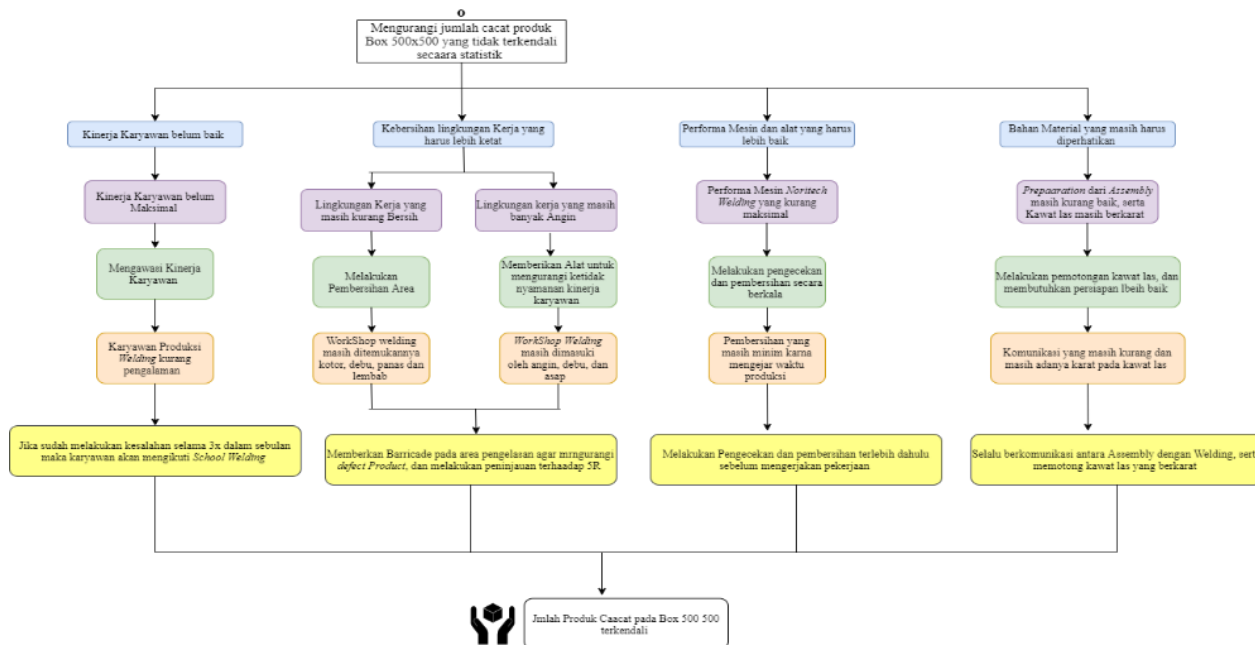 Mengurangi jumlah cacat produk
Box 500x500 yang tidak terkendali
secaara statistik
Kinerja Karyawan belum baik
Kebersihan lingkungan Kerja yang
harus lebih ketat
Performa Mesin dan alat yang harus
lebih baik
Bahan Material yang masih harus
diperhatikan
Kinerja Karyawan belum
Maksimal
Lingkungan Kerja yang
masih kurang Bersih
Lingkungan kerja yang masih
banyak Angin
Performa Mesin Noritech
Welding yang kurang
maksimal
Prepaaration dari Assembly
masih kurang baik, serta
Kawat las masih berkarat
Mengawasi Kinerja
Karyawan
Melakukan
Pembersihan Area
Memberikan Alat untuk
mengurangi ketidak
nyamanan kinerja
karyawan
Melakukan pengecekan
dan pembersihan secara
berkala
Melakukan pemotongan kawat las, dan
membutuhkan persiapan lbeih baik
Karyawan Produksi
Welding kurang
pengalaman
WorkShop welding
masih ditemukannya
kotor, debu, panas dan
lembab
WorkShop Welding
masih dimasuki
oleh angin, debu, dan
asap
Pembersihan yang
masih minim karna
mengejar waktu
produksi
Komunikasi yang masih kurang dan
masih adanya karat pada kawat las
Jika sudah melakukan kesalahan selama 3x dalam sebulan
maka karyawan akan mengikuti School Welding
Memberkan Barricade pada area pengelasan agar mrngurangi
defect Product, dan melakukan peninjauan terhaadap 5R.
Melakukan Pengecekan dan pembersihan terlebih dahulu
sebelum mengerjakan pekerjaan
Selalu berkomunikasi antara Assembly dengan Welding, sert
memotong kawat las yang berkarat
Jmlah Produk Caacat pada Box 500 500
terkendali